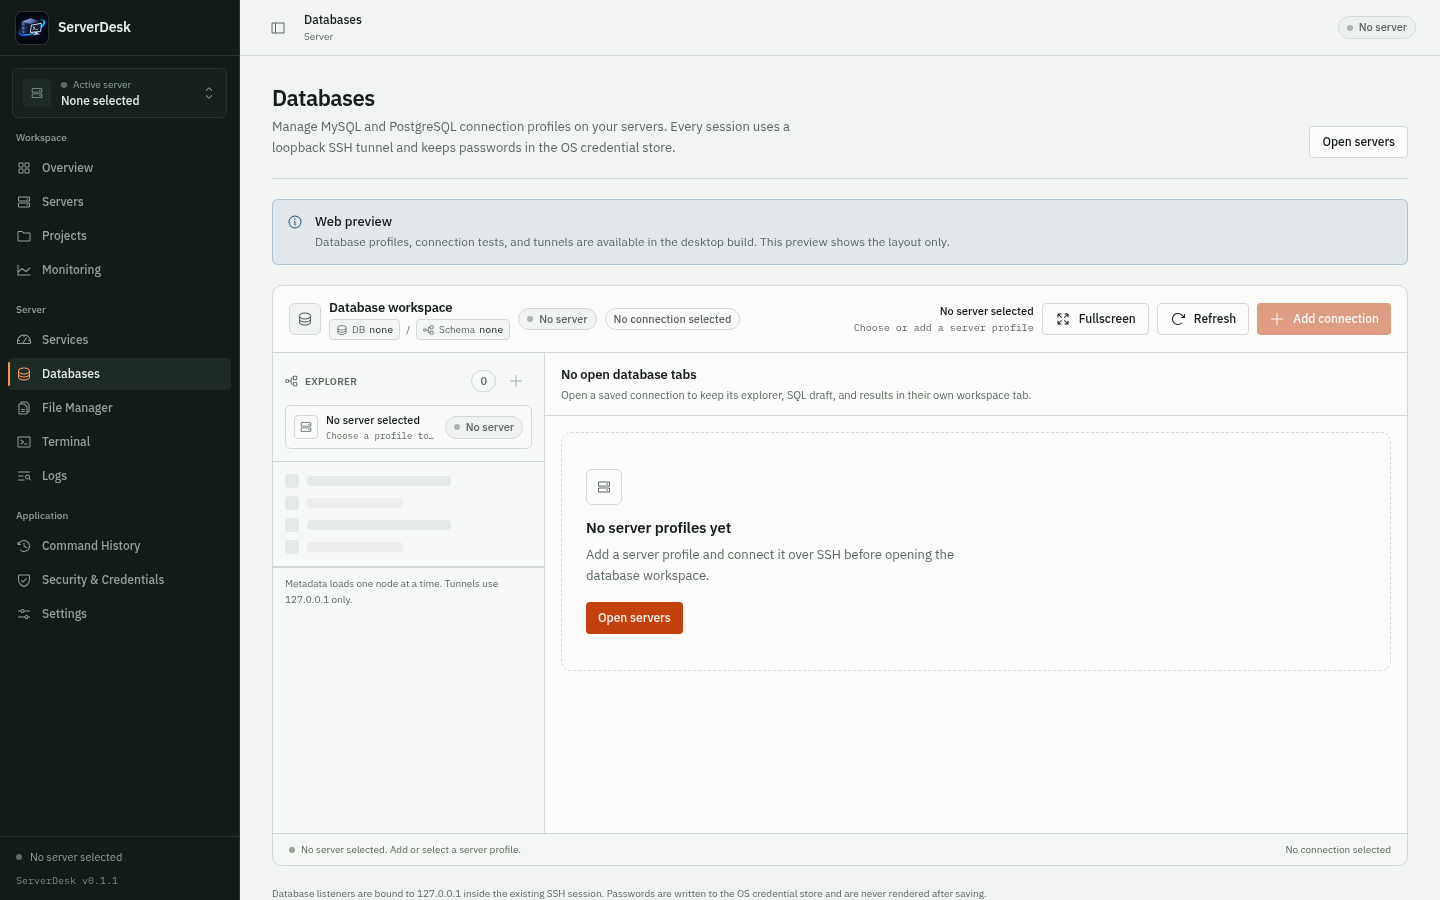 ServerDesk
Active server
None selected
Workspace
Overview
Servers
Projects
Monitoring
Server
Services
Databases
File Manager
Terminal
Logs
Application
Command History
Security & Credentials
Settings
No server selected
ServerDesk v0.1.1
Databases
Server
No server
Databases
Manage MySQL and PostgreSQL connection profiles on your servers. Every session uses a
loopback SSH tunnel and keeps passwords in the OS credential store.
Open servers
Web preview
Database profiles, connection tests, and tunnels are available in the desktop build. This preview shows the layout only.
Database workspace
DB none / Schema none
No server
No connection selected
No server selected
Choose or add a server profile
Fullscreen
Refresh
Add connection
EXPLORER
0
No server selected
Choose a profile to…
No server
Metadata loads one node at a time. Tunnels use
127.0.0.1 only.
No open database tabs
Open a saved connection to keep its explorer, SQL draft, and results in their own workspace tab.
No server profiles yet
Add a server profile and connect it over SSH before opening the
database workspace.
Open servers
No server selected. Add or select a server profile.
No connection selected
Database listeners are bound to 127.0.0.1 inside the existing SSH session. Passwords are written to the OS credential store and are never rendered after saving.